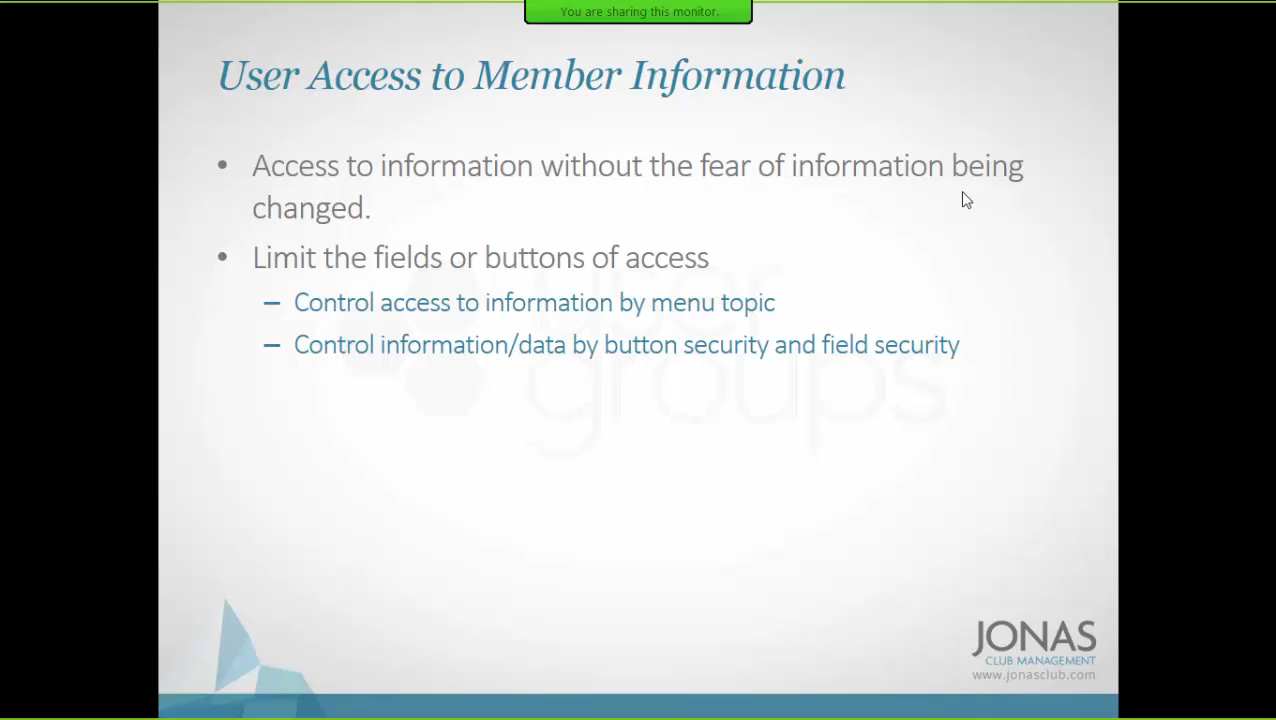 You are sharing this monitor.
User Access to Member Information
• Access to information without the fear of information being
changed.
• Limit the fields or buttons of access
– Control access to information by menu topic
– Control information/data by button security and field security
user
groups
JONAS
CLUB MANAGEMENT
www.jonasclub.com